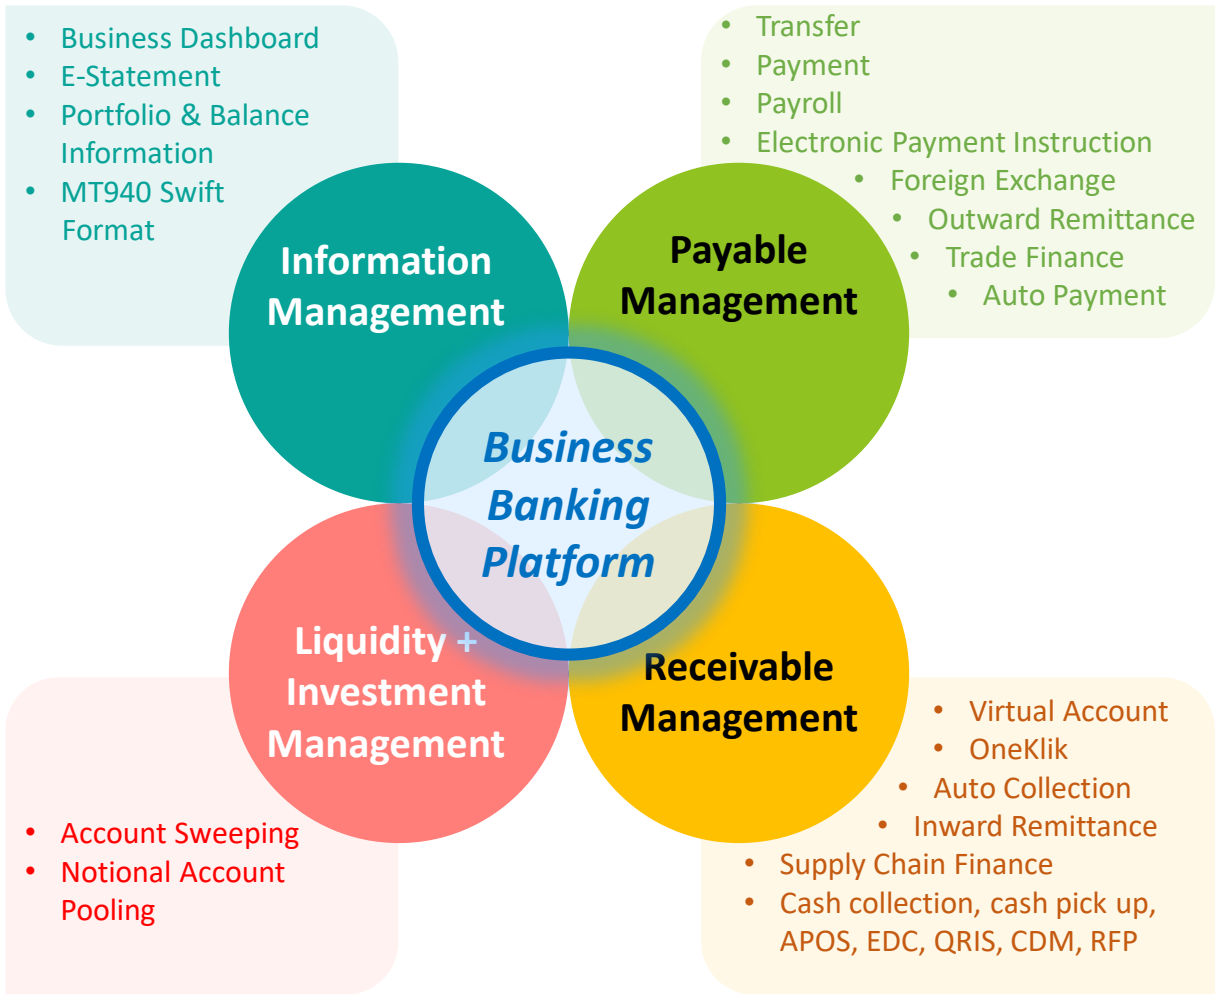 • Business Dashboard
• E-Statement
• Portfolio & Balance
Information
• MT940 Swift
Format
Information
Management
• Transfer
• Payment
• Payroll
• Electronic Payment Instruction
• Foreign Exchange
• Outward Remittance
• Trade Finance
• Auto Payment
Payable
Management
Business
Banking
Platform
Liquidity +
Investment
Management
• Account Sweeping
• Notional Account
Pooling
Receivable
Management
• Virtual Account
• OneKlik
• Auto Collection
• Inward Remittance
• Supply Chain Finance
• Cash collection, cash pick up,
APOS, EDC, QRIS, CDM, RFP